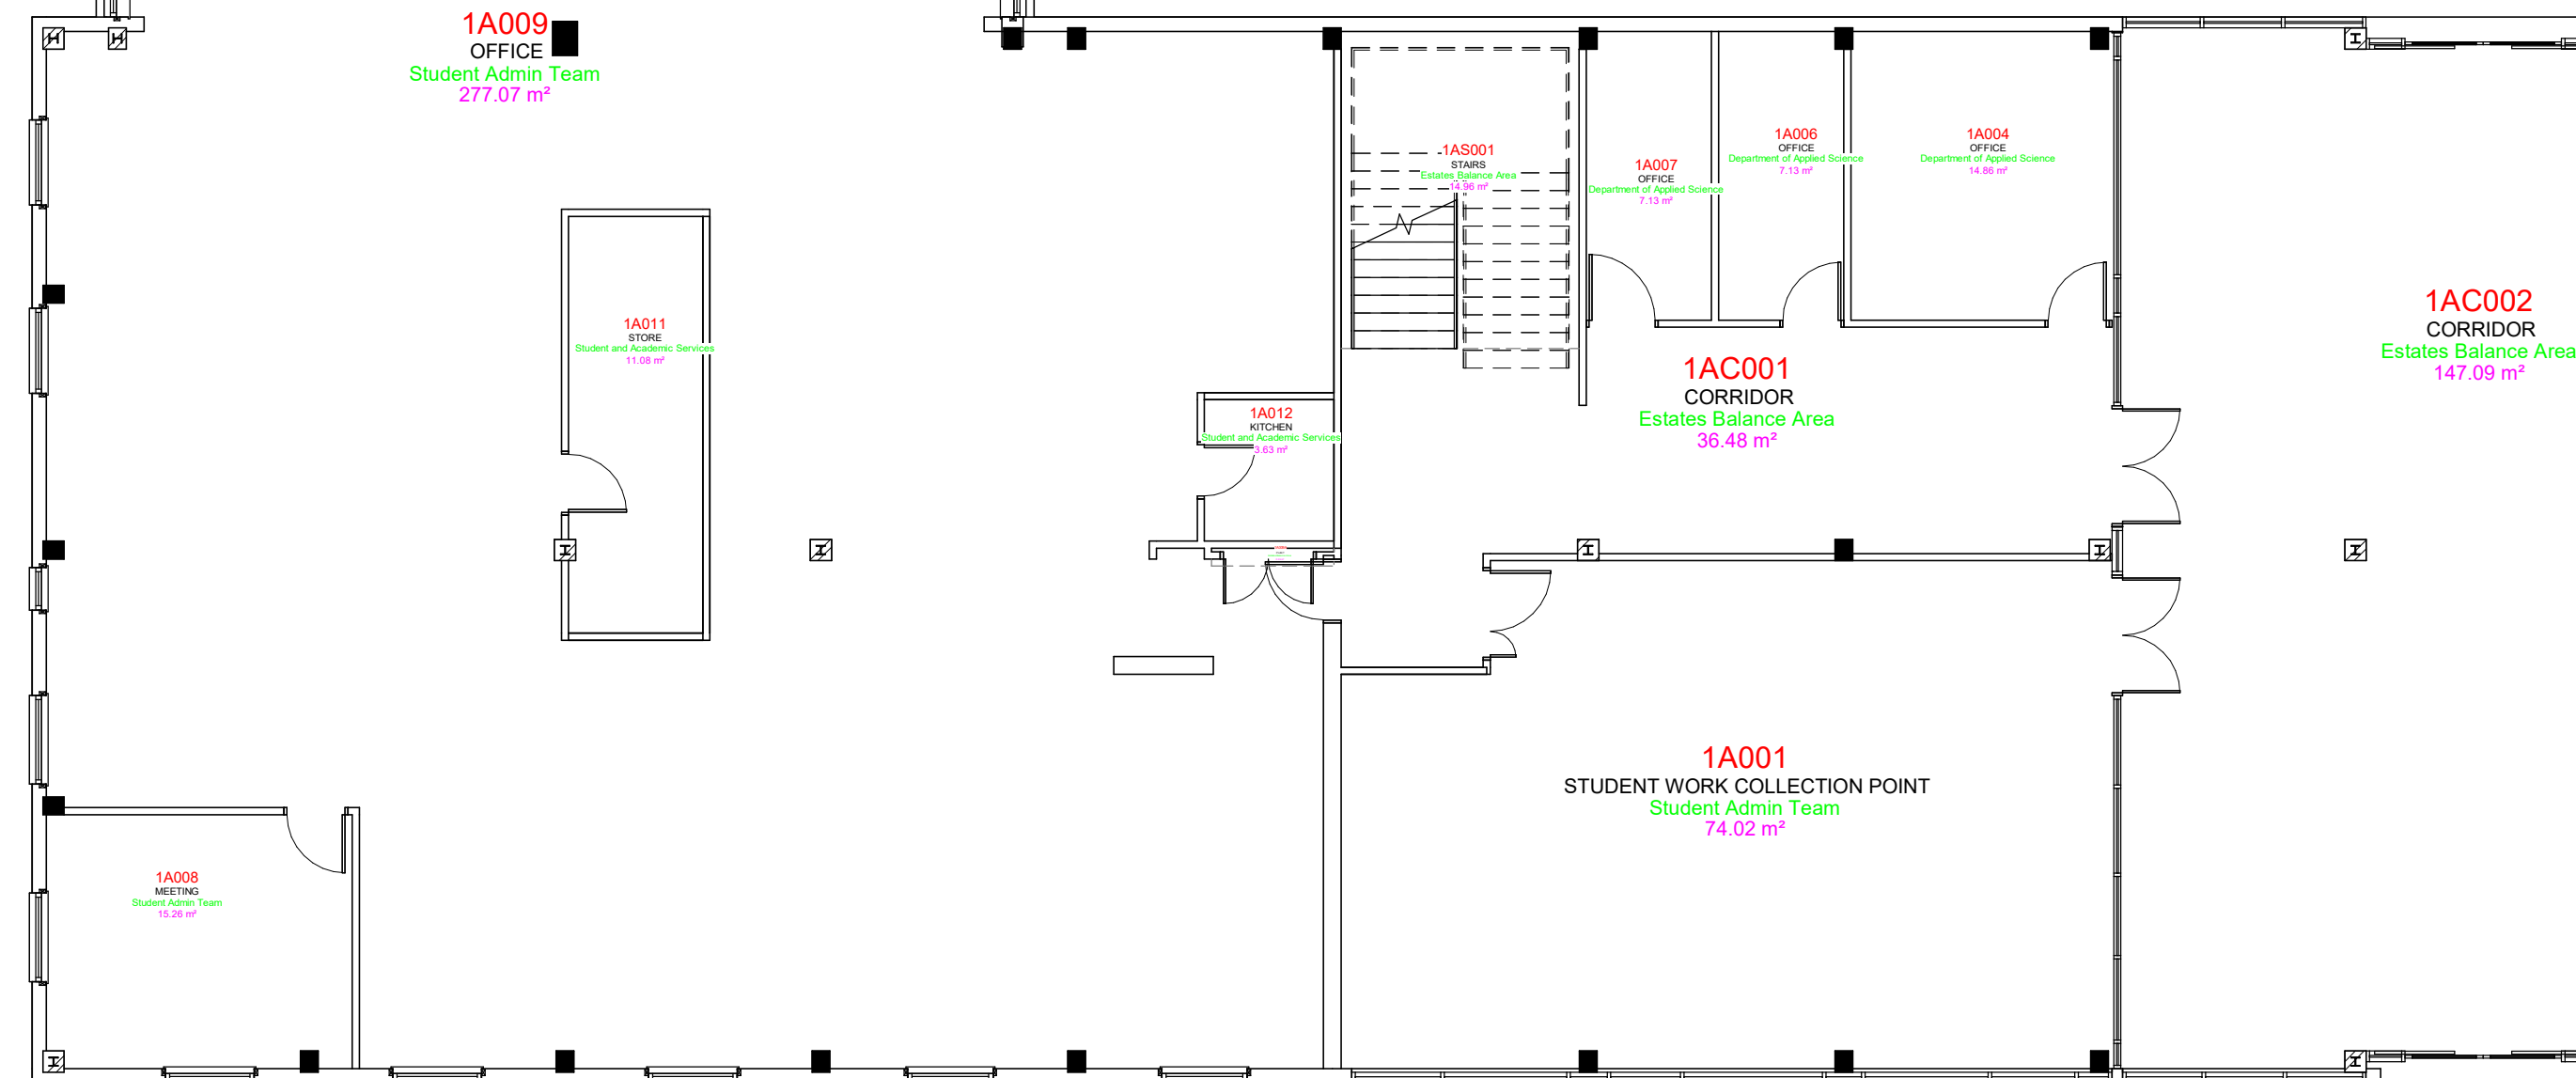 1A009
OFFICE
Student Admin Team
277.07 m²
1AS001
STAIRS
Estates Balance Area
14.96 m²
1A007
OFFICE
Department of Applied Science
7.13 m²
1A006
OFFICE
Department of Applied Science
7.13 m²
1A004
OFFICE
Department of Applied Science
14.86 m²
1A011
STORE
Student and Academic Services
11.08 m²
1A012
KITCHEN
Student and Academic Services
3.63 m²
1AC001
CORRIDOR
Estates Balance Area
36.48 m²
1AC002
CORRIDOR
Estates Balance Area
147.09 m²
1A001
STUDENT WORK COLLECTION POINT
Student Admin Team
74.02 m²
1A008
MEETING
Student Admin Team
15.26 m²